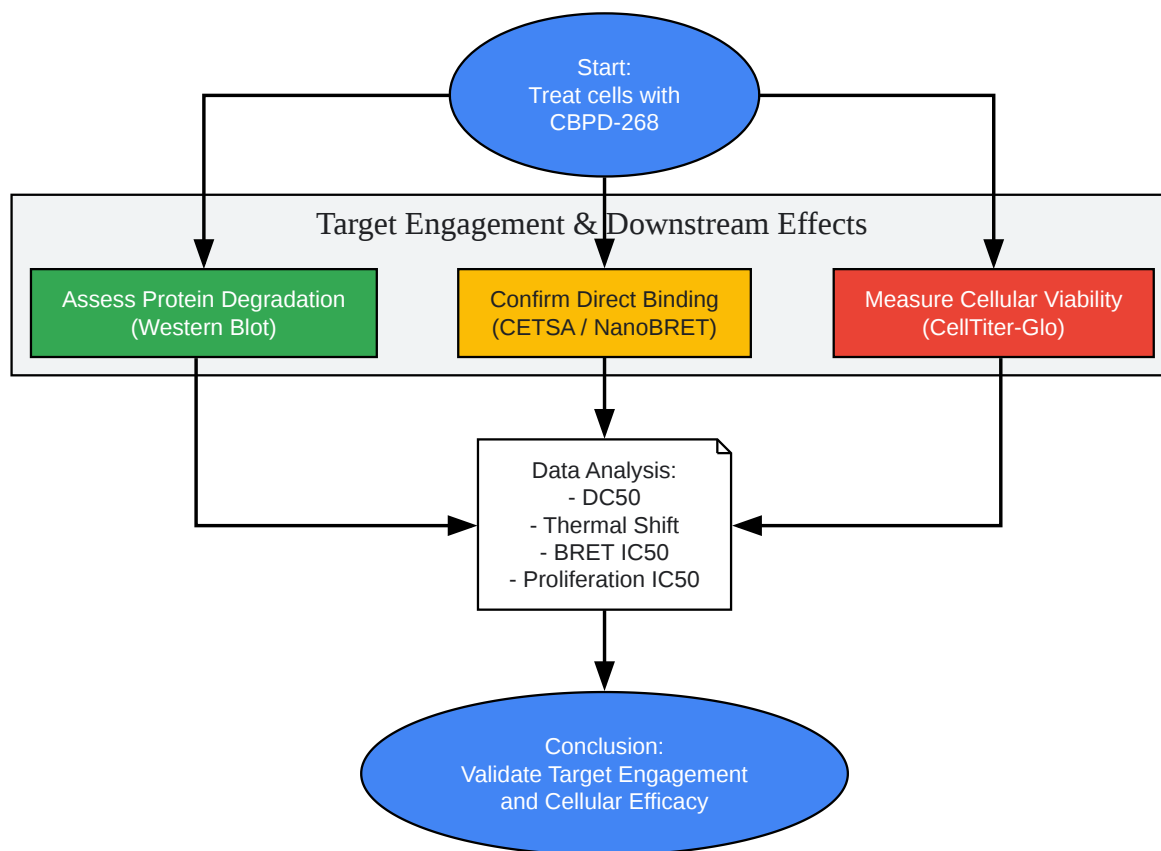 Start:
Treat cells with
CBPD-268
Target Engagement & Downstream Effects
Assess Protein Degradation
(Western Blot)
Confirm Direct Binding
(CETSA / NanoBRET)
Measure Cellular Viability
(CellTiter-Glo)
Data Analysis:
- DC50
- Thermal Shift
- BRET IC50
- Proliferation IC50
Conclusion:
Validate Target Engagement
and Cellular Efficacy